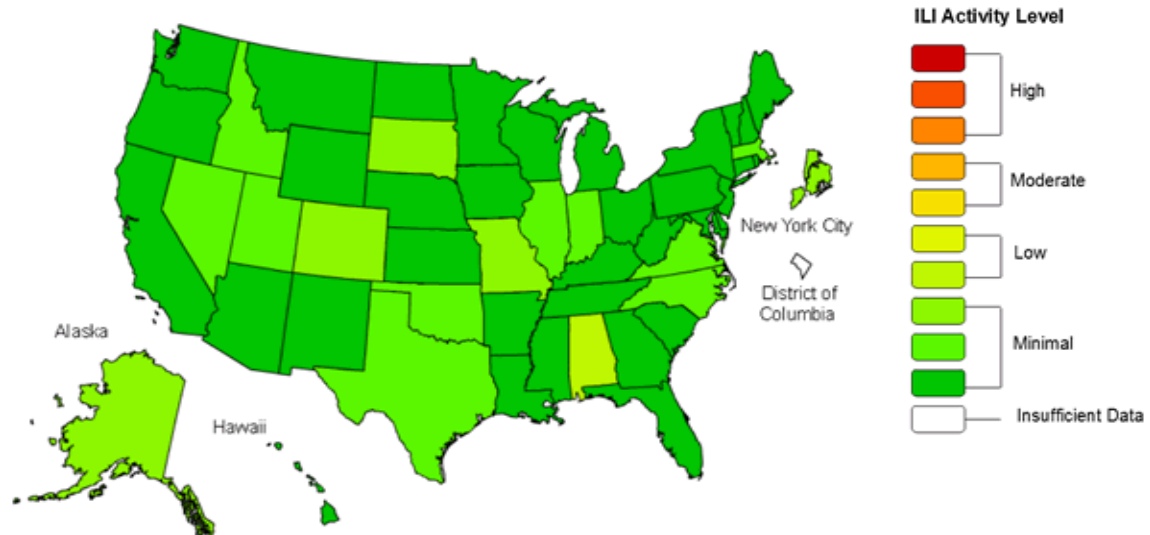 ILI Activity Level
High
Moderate
Low
Minimal
Insufficient Data
New York City
District of
Columbia
Alaska
Hawaii